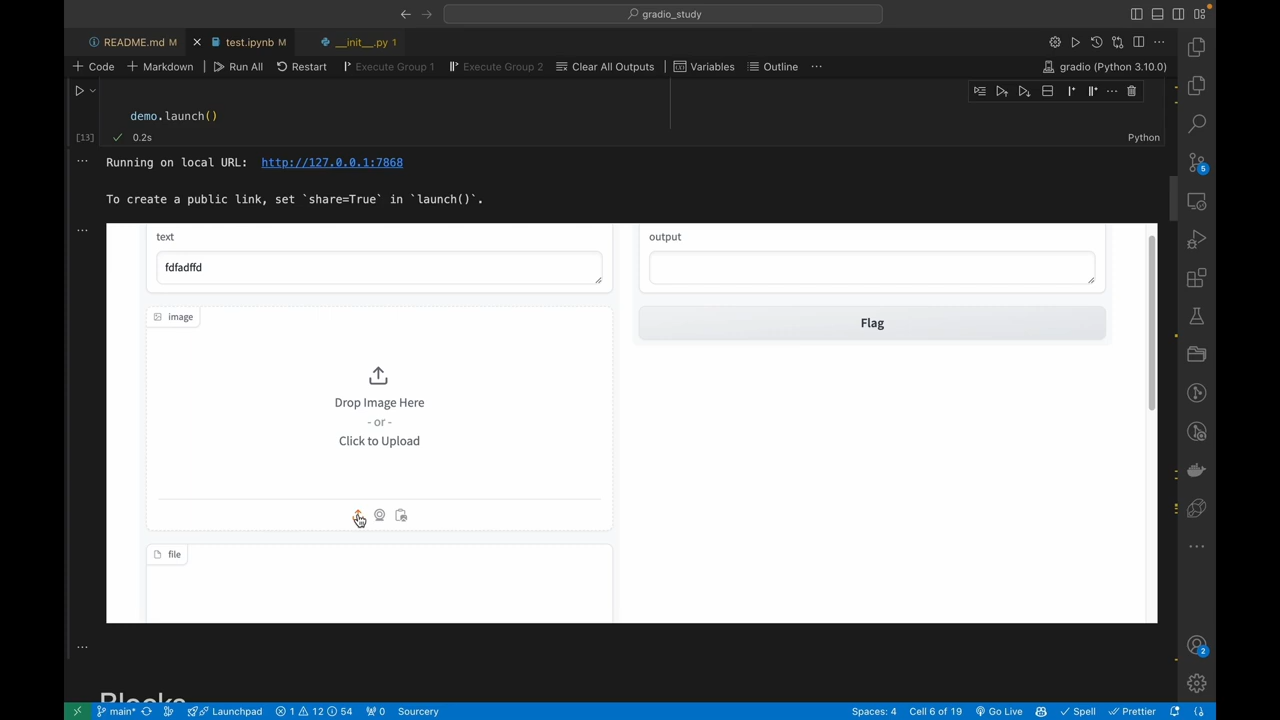 gradio_study
README.md M
test.ipynb M
__init__.py 1
Code
Markdown
Run All
Restart
Execute Group 1
Execute Group 2
Clear All Outputs
Variables
Outline
gradio (Python 3.10.0)
demo.launch()
[13]
0.2s
Python
Running on local URL: http://127.0.0.1:7868
To create a public link, set `share=True` in `launch()`.
text
output
fdfadffd
image
Flag
Drop Image Here
- or -
Click to Upload
file
Blocks
5
2
main*
Launchpad
1 12 54
0
Sourcery
Spaces: 4
Cell 6 of 19
Go Live
Spell
Prettier